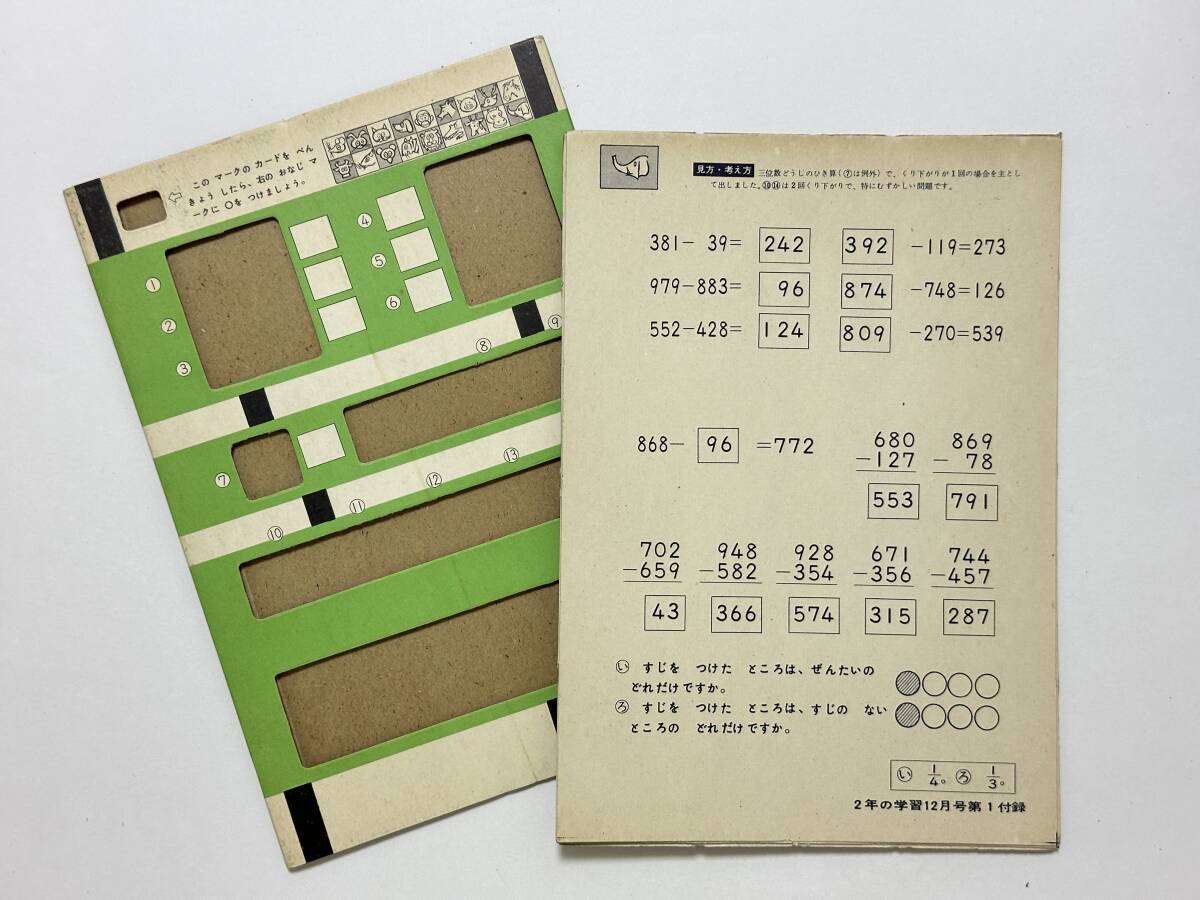 このマークの カードを べん
きょう したら、右の おなじ マ
ークに ○を つけましょう。
①
②
③
④
⑤
⑥
⑦
⑧
⑨
⑩
⑪
⑫
⑬
見方・考え方 三位数どうしのひき算(⑦は例外)で、くり下がりが1回の場合を主とし
て出しました。⑩⑭は2回くり下がりで、特にむずかしい問題です。
381− 39= 242 392 −119=273
979−883= 96 874 −748=126
552−428= 124 809 −270=539
868− 96 =772
680 869
−127 − 78
553 791
702 948 928 671 744
−659 −582 −354 −356 −457
43 366 574 315 287
い すじを つけた ところは、ぜんたいの
どれだけですか。
ろ すじを つけた ところは、すじの ない
ところの どれだけですか。
い 1/4。 ろ 1/3。
2年の学習12月号第1付録